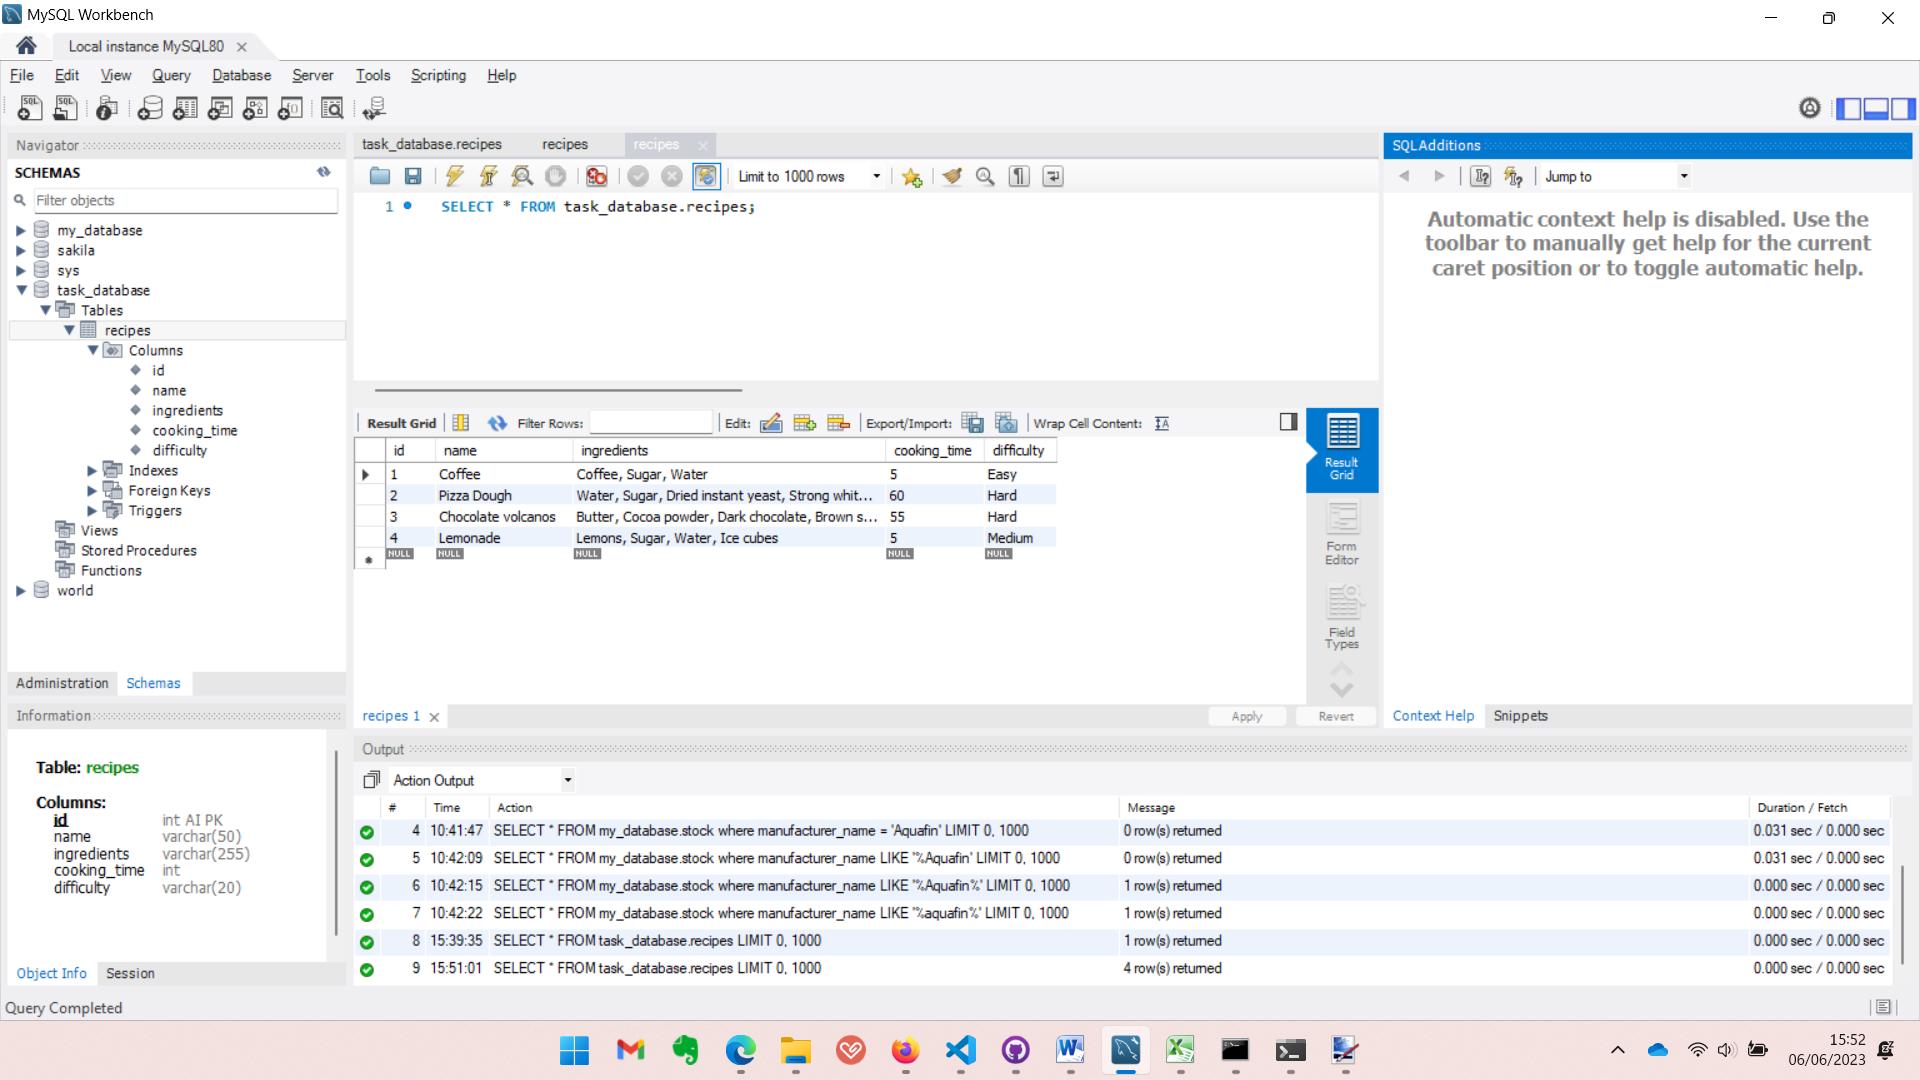 MySQL Workbench
Local instance MySQL80
File Edit View Query Database Server Tools Scripting Help
Navigator
SCHEMAS
Filter objects
my_database
sakila
sys
task_database
Tables
recipes
Columns
id
name
ingredients
cooking_time
difficulty
Indexes
Foreign Keys
Triggers
Views
Stored Procedures
Functions
world
Administration Schemas
Information
Table: recipes
Columns:
id int AI PK
name varchar(50)
ingredients varchar(255)
cooking_time int
difficulty varchar(20)
Object Info Session
task_database.recipes recipes recipes
Limit to 1000 rows
1 SELECT * FROM task_database.recipes;
Result Grid Filter Rows: Edit: Export/Import: Wrap Cell Content:
id name ingredients cooking_time difficulty
1 Coffee Coffee, Sugar, Water 5 Easy
2 Pizza Dough Water, Sugar, Dried instant yeast, Strong whit... 60 Hard
3 Chocolate volcanos Butter, Cocoa powder, Dark chocolate, Brown s... 55 Hard
4 Lemonade Lemons, Sugar, Water, Ice cubes 5 Medium
NULL NULL NULL NULL NULL
Result
Grid
Form
Editor
Field
Types
recipes 1
Apply Revert
SQLAdditions
Jump to
Automatic context help is disabled. Use the
toolbar to manually get help for the current
caret position or to toggle automatic help.
Context Help Snippets
Output
Action Output
# Time Action Message Duration / Fetch
4 10:41:47 SELECT * FROM my_database.stock where manufacturer_name = 'Aquafin' LIMIT 0, 1000 0 row(s) returned 0.031 sec / 0.000 sec
5 10:42:09 SELECT * FROM my_database.stock where manufacturer_name LIKE '%Aquafin' LIMIT 0, 1000 0 row(s) returned 0.031 sec / 0.000 sec
6 10:42:15 SELECT * FROM my_database.stock where manufacturer_name LIKE '%Aquafin%' LIMIT 0, 1000 1 row(s) returned 0.000 sec / 0.000 sec
7 10:42:22 SELECT * FROM my_database.stock where manufacturer_name LIKE '%aquafin%' LIMIT 0, 1000 1 row(s) returned 0.000 sec / 0.000 sec
8 15:39:35 SELECT * FROM task_database.recipes LIMIT 0, 1000 1 row(s) returned 0.000 sec / 0.000 sec
9 15:51:01 SELECT * FROM task_database.recipes LIMIT 0, 1000 4 row(s) returned 0.000 sec / 0.000 sec
Query Completed
15:52
06/06/2023